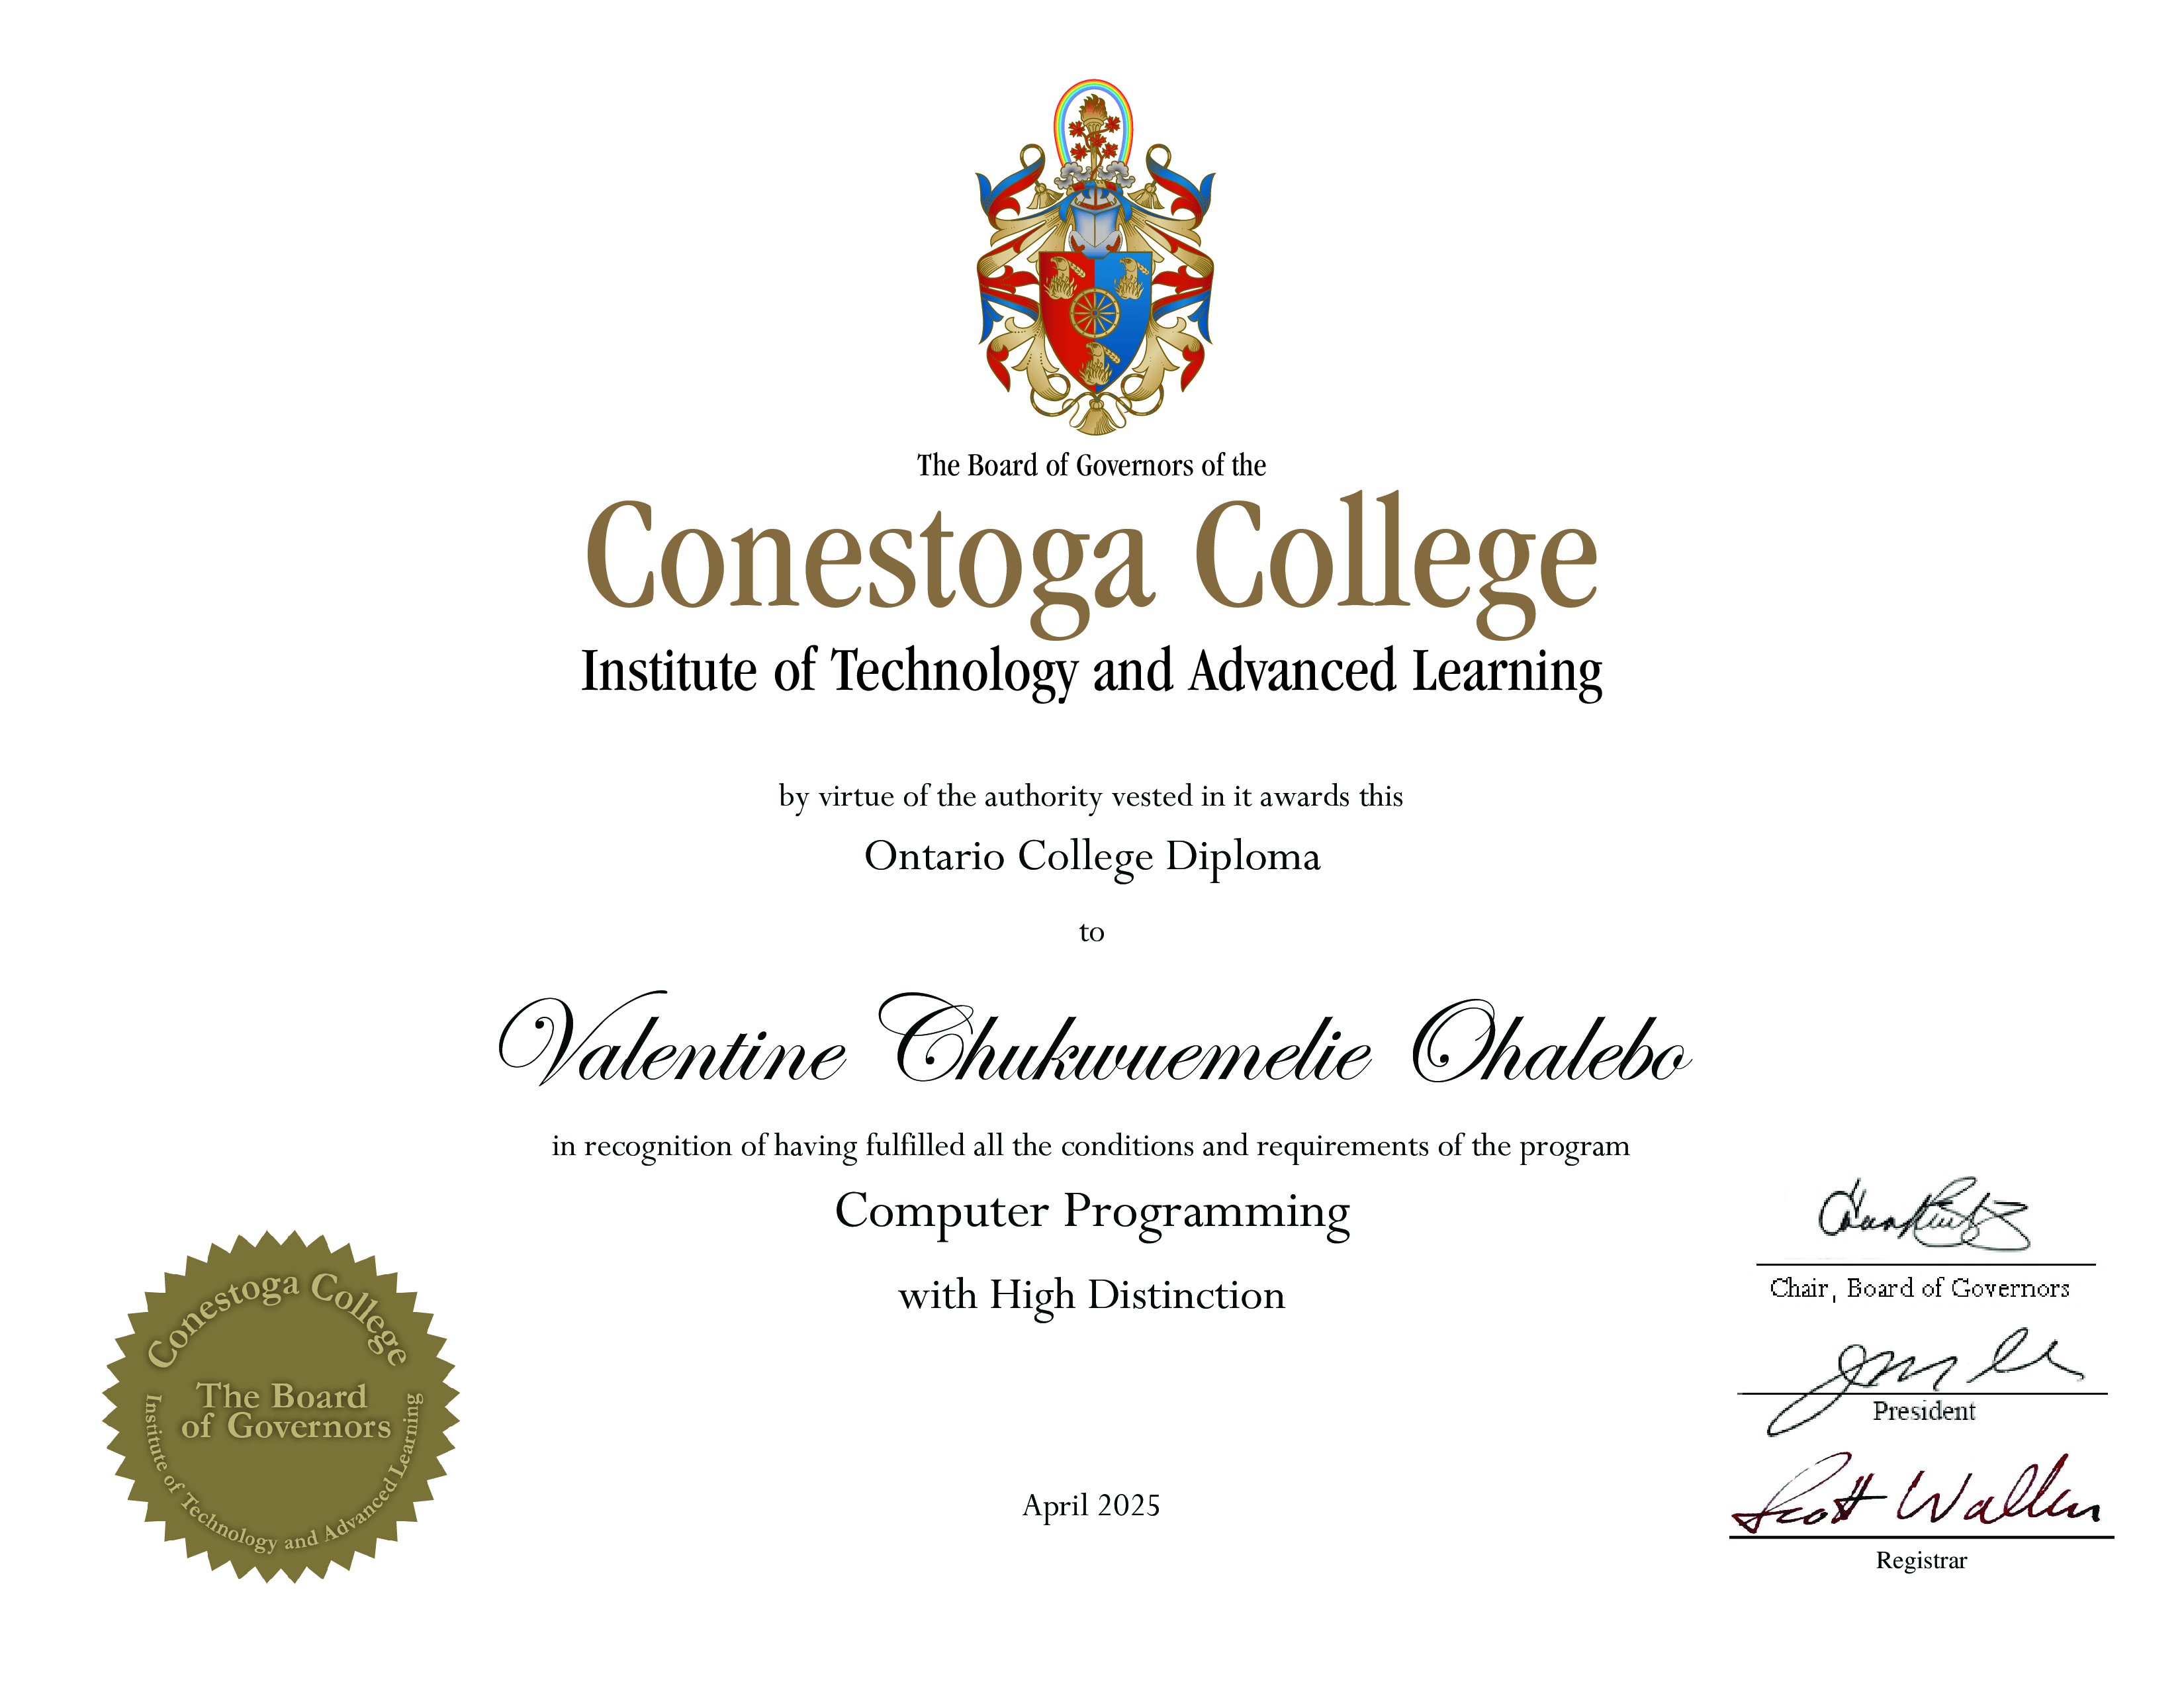 The Board of Governors of the
Conestoga College
Institute of Technology and Advanced Learning
by virtue of the authority vested in it awards this
Ontario College Diploma
to
Valentine Chukwuemelie Ohalebo
in recognition of having fulfilled all the conditions and requirements of the program
Computer Programming
with High Distinction
April 2025
Conestoga College
The Board
of Governors
Institute of Technology and Advanced Learning
Chair, Board of Governors
President
Scott Wallen
Registrar